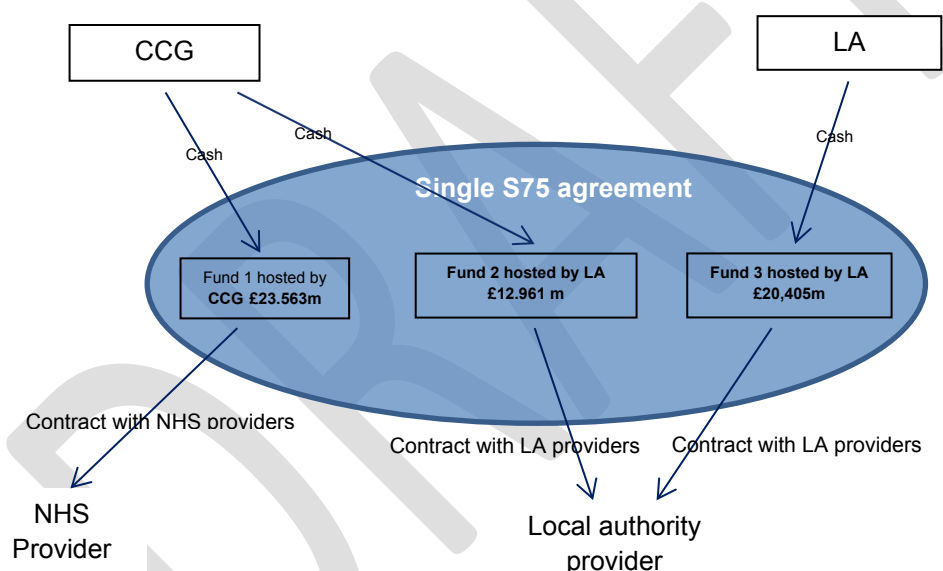 CCG
LA
Cash
Cash
Cash
Single S75 agreement
Fund 1 hosted by
CCG £23.563m
Fund 2 hosted by LA
£12.961 m
Fund 3 hosted by LA
£20,405m
Contract with NHS providers
Contract with LA providers
Contract with LA providers
NHS
Provider
Local authority
provider
DRAFT